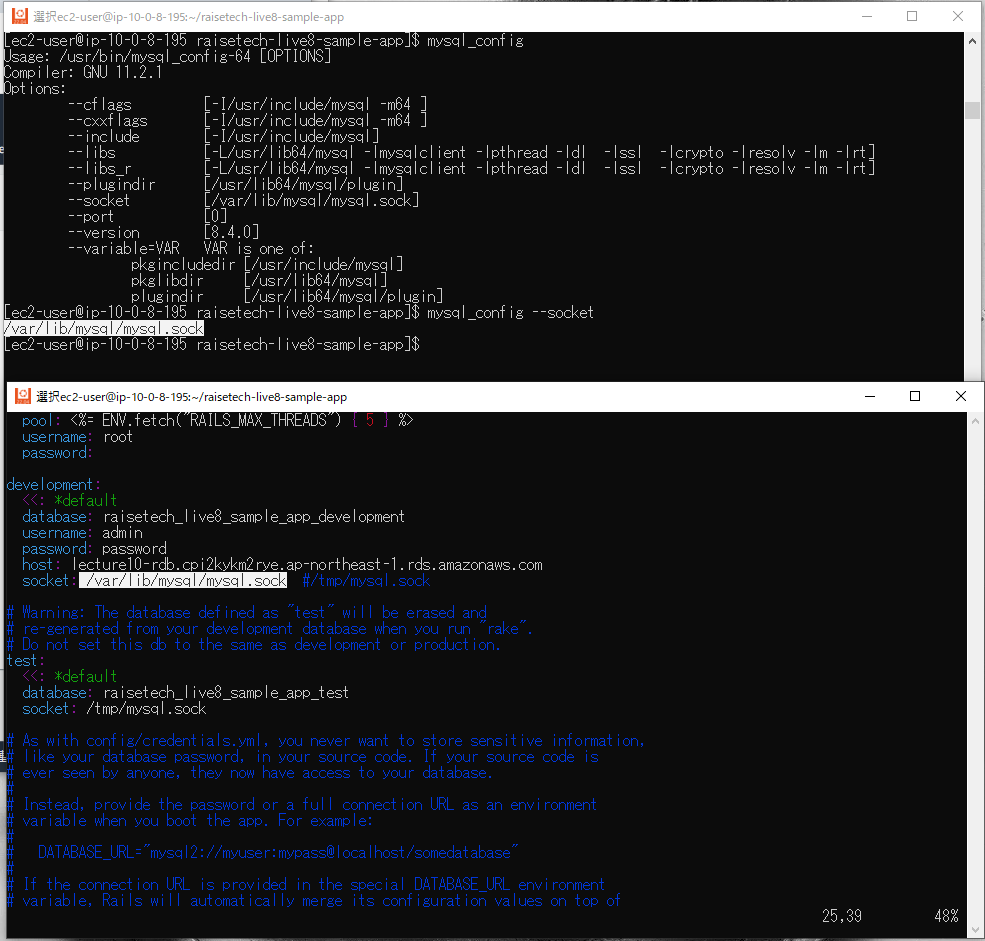 選択ec2-user@ip-10-0-8-195:~/raisetech-live8-sample-app
[ec2-user@ip-10-0-8-195 raisetech-live8-sample-app]$ mysql_config
Usage: /usr/bin/mysql_config-64 [OPTIONS]
Compiler: GNU 11.2.1
Options:
--cflags [-I/usr/include/mysql -m64 ]
--cxxflags [-I/usr/include/mysql -m64 ]
--include [-I/usr/include/mysql]
--libs [-L/usr/lib64/mysql -lmysqlclient -lpthread -ldl -lssl -lcrypto -lresolv -lm -lrt]
--libs_r [-L/usr/lib64/mysql -lmysqlclient -lpthread -ldl -lssl -lcrypto -lresolv -lm -lrt]
--plugindir [/usr/lib64/mysql/plugin]
--socket [/var/lib/mysql/mysql.sock]
--port [0]
--version [8.4.0]
--variable=VAR VAR is one of:
pkgincludedir [/usr/include/mysql]
pkglibdir [/usr/lib64/mysql]
plugindir [/usr/lib64/mysql/plugin]
[ec2-user@ip-10-0-8-195 raisetech-live8-sample-app]$ mysql_config --socket
/var/lib/mysql/mysql.sock
[ec2-user@ip-10-0-8-195 raisetech-live8-sample-app]$
選択ec2-user@ip-10-0-8-195:~/raisetech-live8-sample-app
pool: <%= ENV.fetch("RAILS_MAX_THREADS") { 5 } %>
username: root
password:
development:
<<: *default
database: raisetech_live8_sample_app_development
username: admin
password: password
host: lecture10-rdb.cpi2kykm2rye.ap-northeast-1.rds.amazonaws.com
socket: /var/lib/mysql/mysql.sock #/tmp/mysql.sock
# Warning: The database defined as "test" will be erased and
# re-generated from your development database when you run "rake".
# Do not set this db to the same as development or production.
test:
<<: *default
database: raisetech_live8_sample_app_test
socket: /tmp/mysql.sock
# As with config/credentials.yml, you never want to store sensitive information,
# like your database password, in your source code. If your source code is
# ever seen by anyone, they now have access to your database.
#
# Instead, provide the password or a full connection URL as an environment
# variable when you boot the app. For example:
#
# DATABASE_URL="mysql2://myuser:mypass@localhost/somedatabase"
#
# If the connection URL is provided in the special DATABASE_URL environment
# variable, Rails will automatically merge its configuration values on top of
25,39 48%